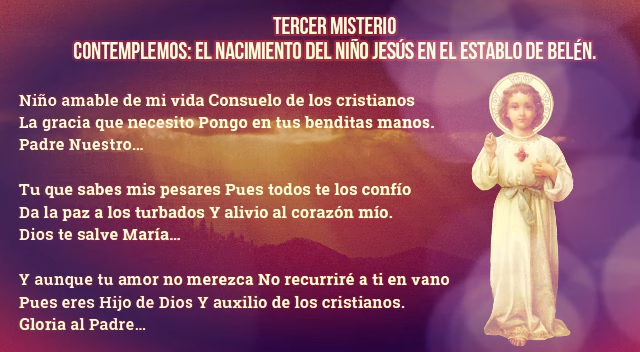 TERCER MISTERIO
CONTEMPLEMOS: EL NACIMIENTO DEL NIÑO JESÚS EN EL ESTABLO DE BELÉN.
Niño amable de mi vida Consuelo de los cristianos
La gracia que necesito Pongo en tus benditas manos.
Padre Nuestro...
Tu que sabes mis pesares Pues todos te los confío
Da la paz a los turbados Y alivio al corazón mío.
Dios te salve María...
Y aunque tu amor no merezca No recurriré a ti en vano
Pues eres Hijo de Dios Y auxilio de los cristianos.
Gloria al Padre...